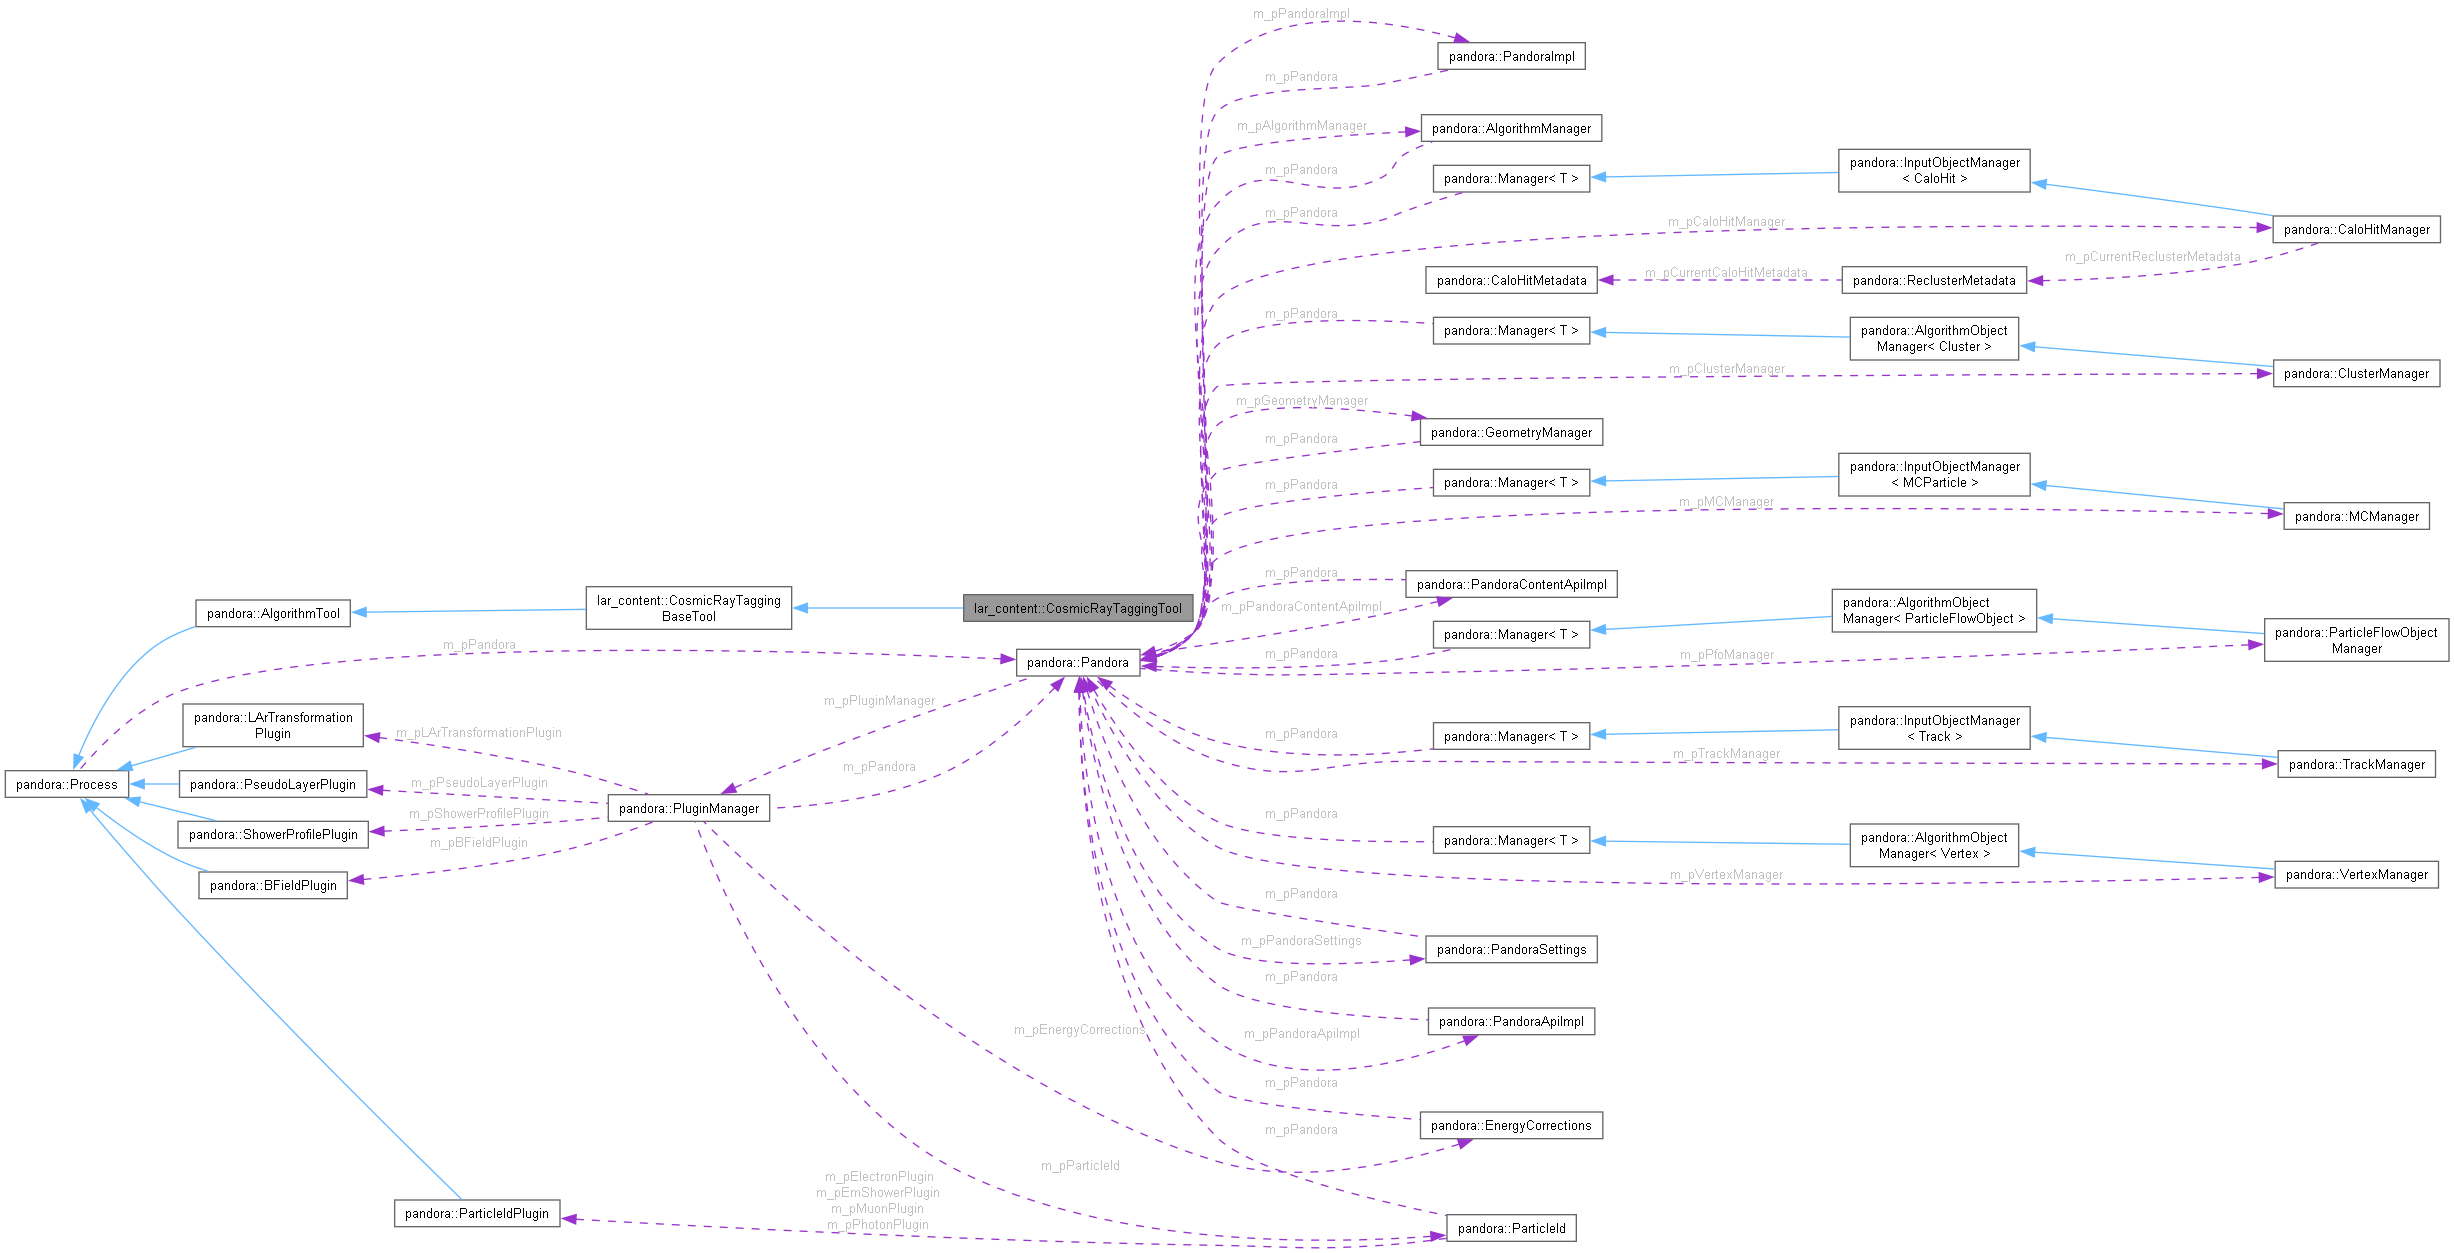 m_pPandoraImpl
pandora::PandoraImpl
m_pPandora
m_pAlgorithmManager
pandora::AlgorithmManager
m_pPandora
pandora::Manager< T >
pandora::InputObjectManager
< CaloHit >
m_pPandora
m_pCaloHitManager
pandora::CaloHitManager
m_pCurrentReclusterMetadata
pandora::CaloHitMetadata
m_pCurrentCaloHitMetadata
pandora::ReclusterMetadata
m_pPandora
pandora::Manager< T >
pandora::AlgorithmObject
Manager< Cluster >
m_pClusterManager
pandora::ClusterManager
m_pGeometryManager
pandora::GeometryManager
m_pPandora
pandora::InputObjectManager
< MCParticle >
m_pPandora
pandora::Manager< T >
m_pMCManager
pandora::MCManager
m_pPandora
pandora::PandoraContentApiImpl
m_pPandoraContentApiImpl
pandora::AlgorithmObject
Manager< ParticleFlowObject >
lar_content::CosmicRayTagging
BaseTool
lar_content::CosmicRayTaggingTool
pandora::AlgorithmTool
pandora::Manager< T >
pandora::ParticleFlowObject
Manager
m_pPandora
m_pPandora
m_pPfoManager
pandora::Pandora
m_pPluginManager
pandora::LArTransformation
Plugin
m_pLArTransformationPlugin
m_pPandora
pandora::Manager< T >
pandora::InputObjectManager
< Track >
m_pTrackManager
pandora::TrackManager
m_pPandora
pandora::Process
pandora::PseudoLayerPlugin
m_pPseudoLayerPlugin
pandora::PluginManager
m_pShowerProfilePlugin
pandora::ShowerProfilePlugin
m_pBFieldPlugin
pandora::BFieldPlugin
m_pPandora
pandora::Manager< T >
pandora::AlgorithmObject
Manager< Vertex >
m_pVertexManager
pandora::VertexManager
m_pPandora
m_pPandoraSettings
pandora::PandoraSettings
m_pPandora
pandora::PandoraApiImpl
m_pEnergyCorrections
m_pPandoraApiImpl
m_pPandora
pandora::EnergyCorrections
m_pPandora
m_pParticleId
m_pElectronPlugin
m_pEmShowerPlugin
m_pMuonPlugin
m_pPhotonPlugin
pandora::ParticleIdPlugin
pandora::ParticleId